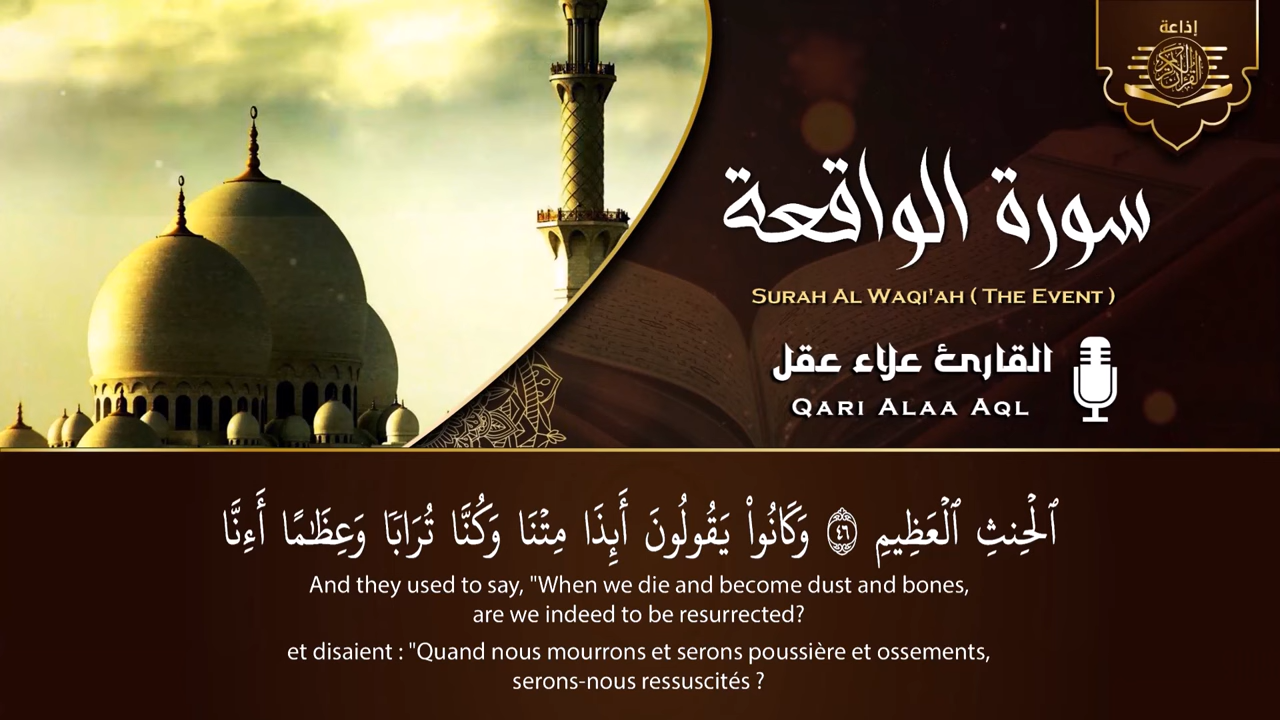 إذاعة
القرآن الكريم
سورة الواقعة
SURAH AL WAQI'AH ( THE EVENT )
القارئ علاء عقل
QARI ALAA AQL
ٱلْحِنثِ ٱلْعَظِيمِ ٤٦ وَكَانُوا۟ يَقُولُونَ أَئِذَا مِتْنَا وَكُنَّا تُرَابًا وَعِظَـٰمًا أَءِنَّا
And they used to say, "When we die and become dust and bones,
are we indeed to be resurrected?
et disaient : "Quand nous mourrons et serons poussière et ossements,
serons-nous ressuscités ?